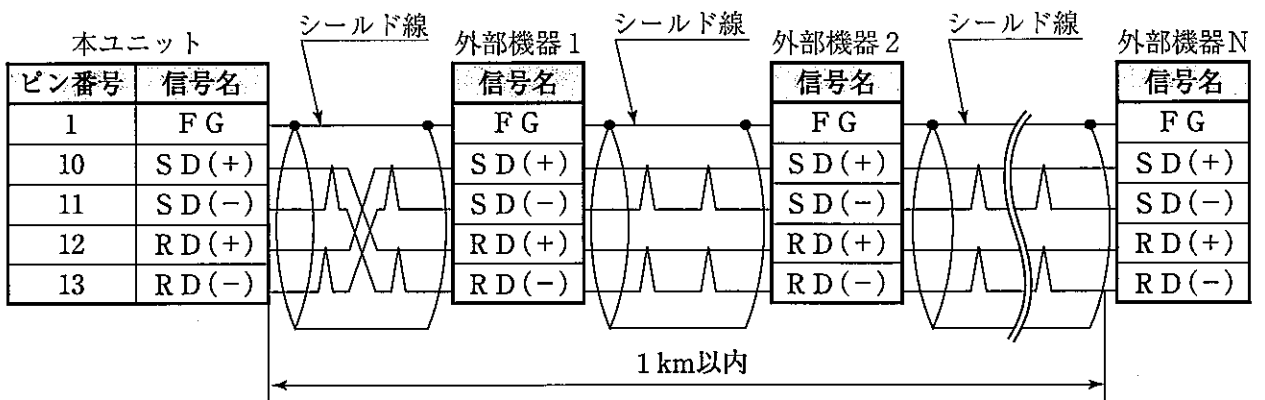 シールド線 シールド線 シールド線
本ユニット 外部機器1 外部機器2 外部機器N
ピン番号 信号名 信号名 信号名 信号名
1 FG FG FG FG
10 SD(+) SD(+) SD(+) SD(+)
11 SD(-) SD(-) SD(-) SD(-)
12 RD(+) RD(+) RD(+) RD(+)
13 RD(-) RD(-) RD(-) RD(-)
1km以内